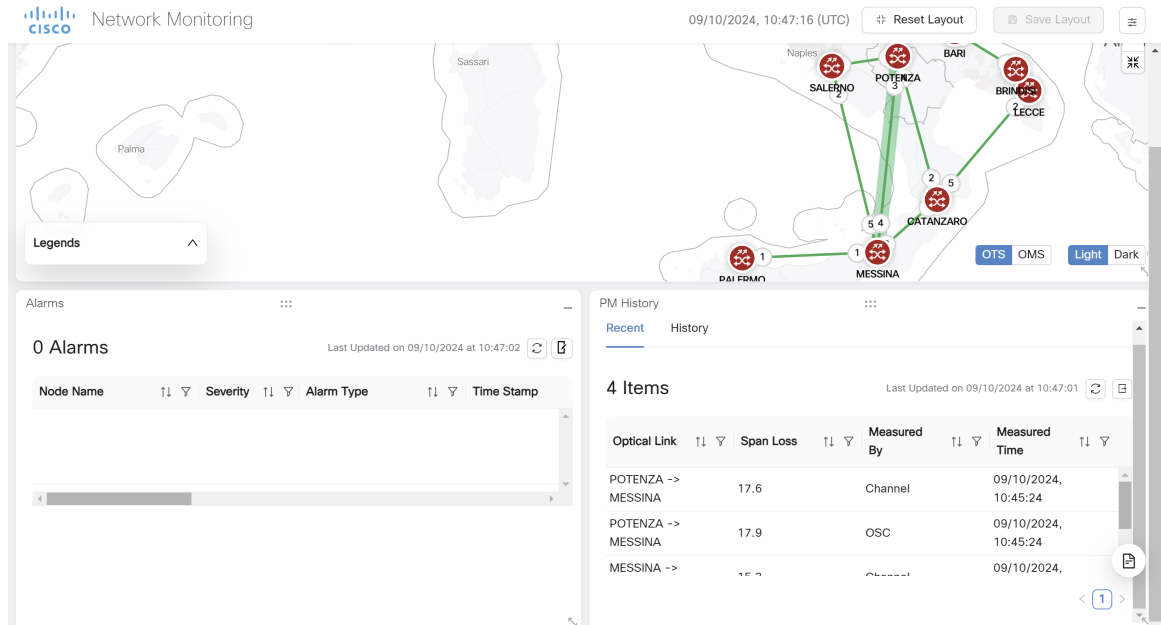 CISCO Network Monitoring 09/10/2024, 10:47:16 (UTC) Reset Layout Save Layout
Naples
SALERNO
2
POTENZA
3
BARI
BRINDISI
2
LECCE
Sassari
Palma
2 5
CATANZARO
5 4
1
MESSINA
1
PALERMO
Legends
OTS OMS Light Dark
Alarms
0 Alarms Last Updated on 09/10/2024 at 10:47:02
Node Name Severity Alarm Type Time Stamp
PM History
Recent History
4 Items Last Updated on 09/10/2024 at 10:47:01
Optical Link Span Loss Measured By Measured Time
POTENZA -> MESSINA 17.6 Channel 09/10/2024, 10:45:24
POTENZA -> MESSINA 17.9 OSC 09/10/2024, 10:45:24
MESSINA -> Channel 09/10/2024,
1